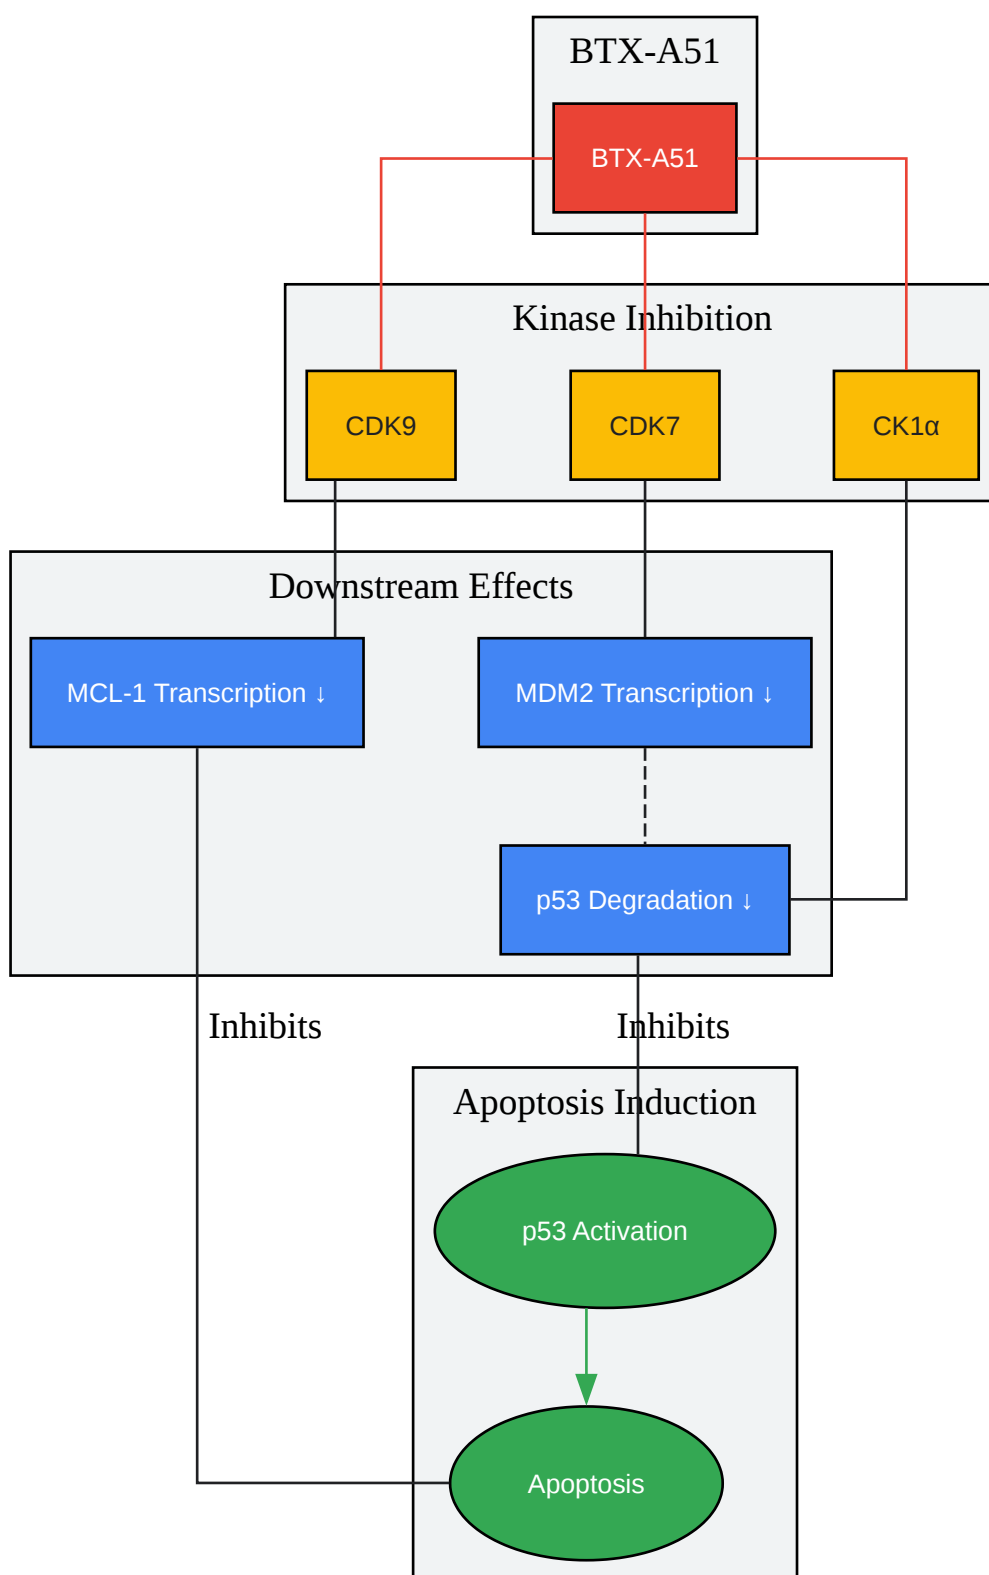 BTX-A51
BTX-A51
Kinase Inhibition
CDK9
CDK7
CK1α
Downstream Effects
MCL-1 Transcription ↓
MDM2 Transcription ↓
p53 Degradation ↓
Inhibits
Inhibits
Apoptosis Induction
p53 Activation
Apoptosis